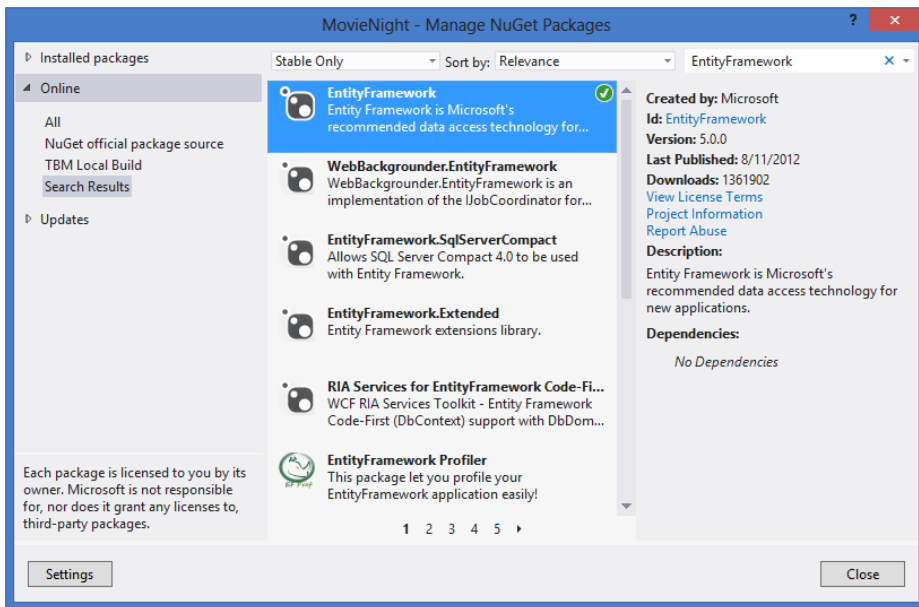 MovieNight - Manage NuGet Packages
?
×
Installed packages
Online
All
NuGet official package source
TBM Local Build
Search Results
Updates
Each package is licensed to you by its
owner. Microsoft is not responsible
for, nor does it grant any licenses to,
third-party packages.
Stable Only
Sort by: Relevance
EntityFramework
EntityFramework
Entity Framework is Microsoft's
recommended data access technology for...
WebBackgrounder.EntityFramework
WebBackgrounder.EntityFramework is an
implementation of the IJobCoordinator for...
EntityFramework.SqlServerCompact
Allows SQL Server Compact 4.0 to be used
with Entity Framework.
EntityFramework.Extended
Entity Framework extensions library.
RIA Services for EntityFramework Code-Fi...
WCF RIA Services Toolkit - Entity Framework
Code-First (DbContext) support with DbDom...
EF Prof
EntityFramework Profiler
This package let you profile your
EntityFramework application easily!
1 2 3 4 5
Created by: Microsoft
Id: EntityFramework
Version: 5.0.0
Last Published: 8/11/2012
Downloads: 1361902
View License Terms
Project Information
Report Abuse
Description:
Entity Framework is Microsoft's
recommended data access technology for
new applications.
Dependencies:
No Dependencies
Settings
Close